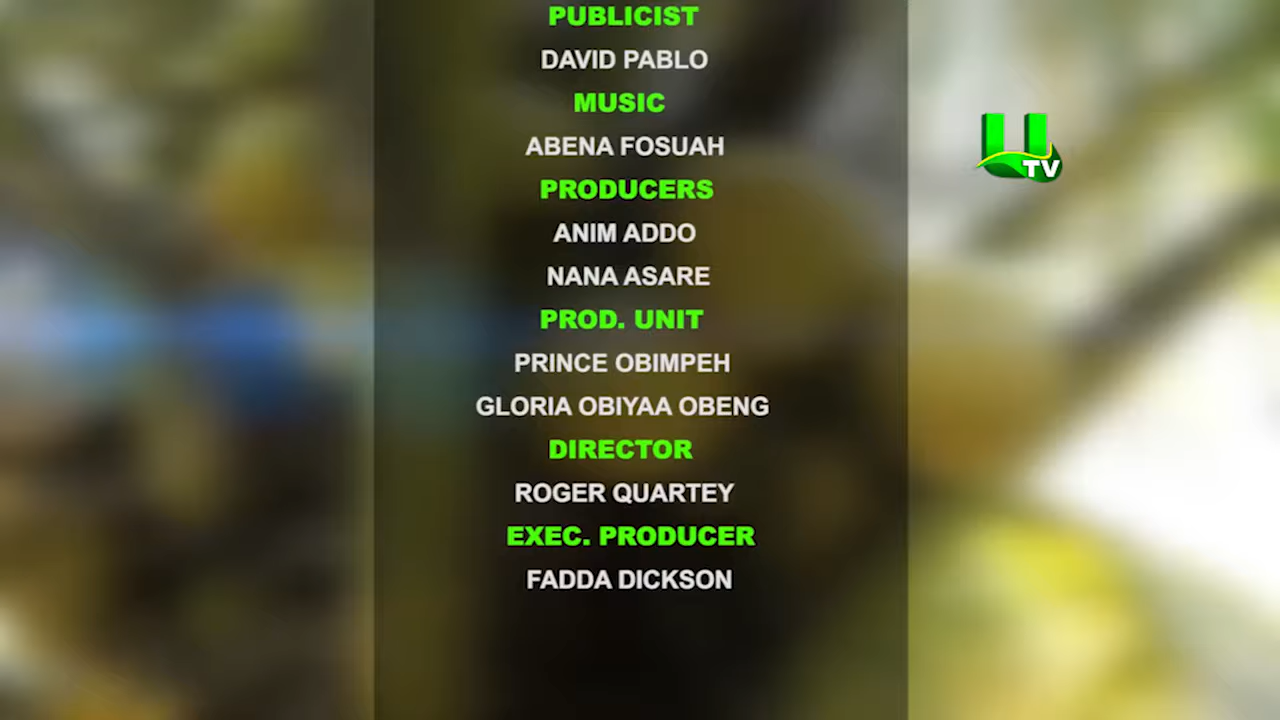 PUBLICIST
DAVID PABLO
MUSIC
ABENA FOSUAH
PRODUCERS
ANIM ADDO
NANA ASARE
PROD. UNIT
PRINCE OBIMPEH
GLORIA OBIYAA OBENG
DIRECTOR
ROGER QUARTEY
EXEC. PRODUCER
FADDA DICKSON
U TV